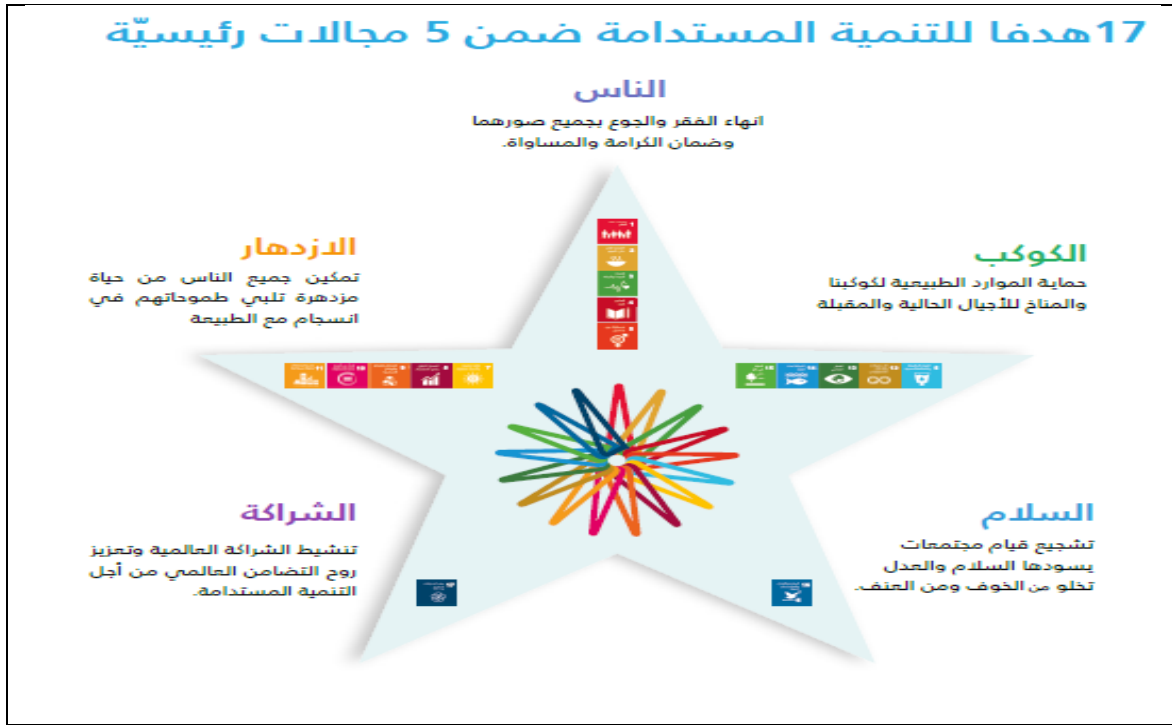 17هدفا للتنمية المستدامة ضمن 5 مجالات رئيسيّة
الناس
انهاء الفقر والجوع بجميع صورهما
وضمان الكرامة والمساواة.
الكوكب
حماية الموارد الطبيعية لكوكبنا
والمناخ للأجيال الحالية والمقبلة
الازدهار
تمكين جميع الناس من حياة
مزدهرة تلبي طموحاتهم في
انسجام مع الطبيعة
السلام
تشجيع قيام مجتمعات
يسودها السلام والعدل
تخلو من الخوف ومن العنف.
الشراكة
تنشيط الشراكة العالمية وتعزيز
روح التضامن العالمي من أجل
التنمية المستدامة.